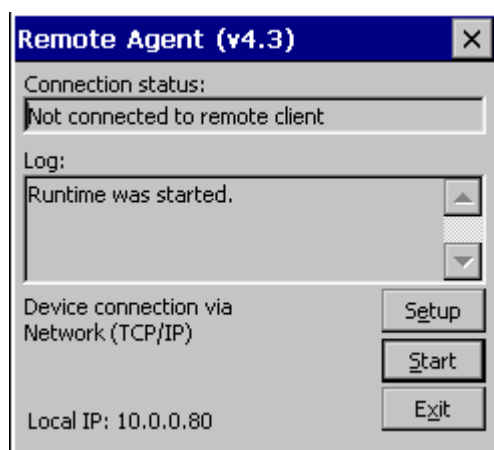 Remote Agent (v4.3)
Connection status:
Not connected to remote client
Log:
Runtime was started.
Device connection via
Network (TCP/IP)
Setup
Start
Local IP: 10.0.0.80
Exit